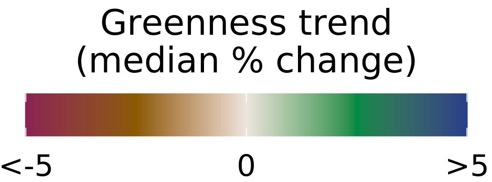 Greenness trend
(median % change)
<-5 0 >5